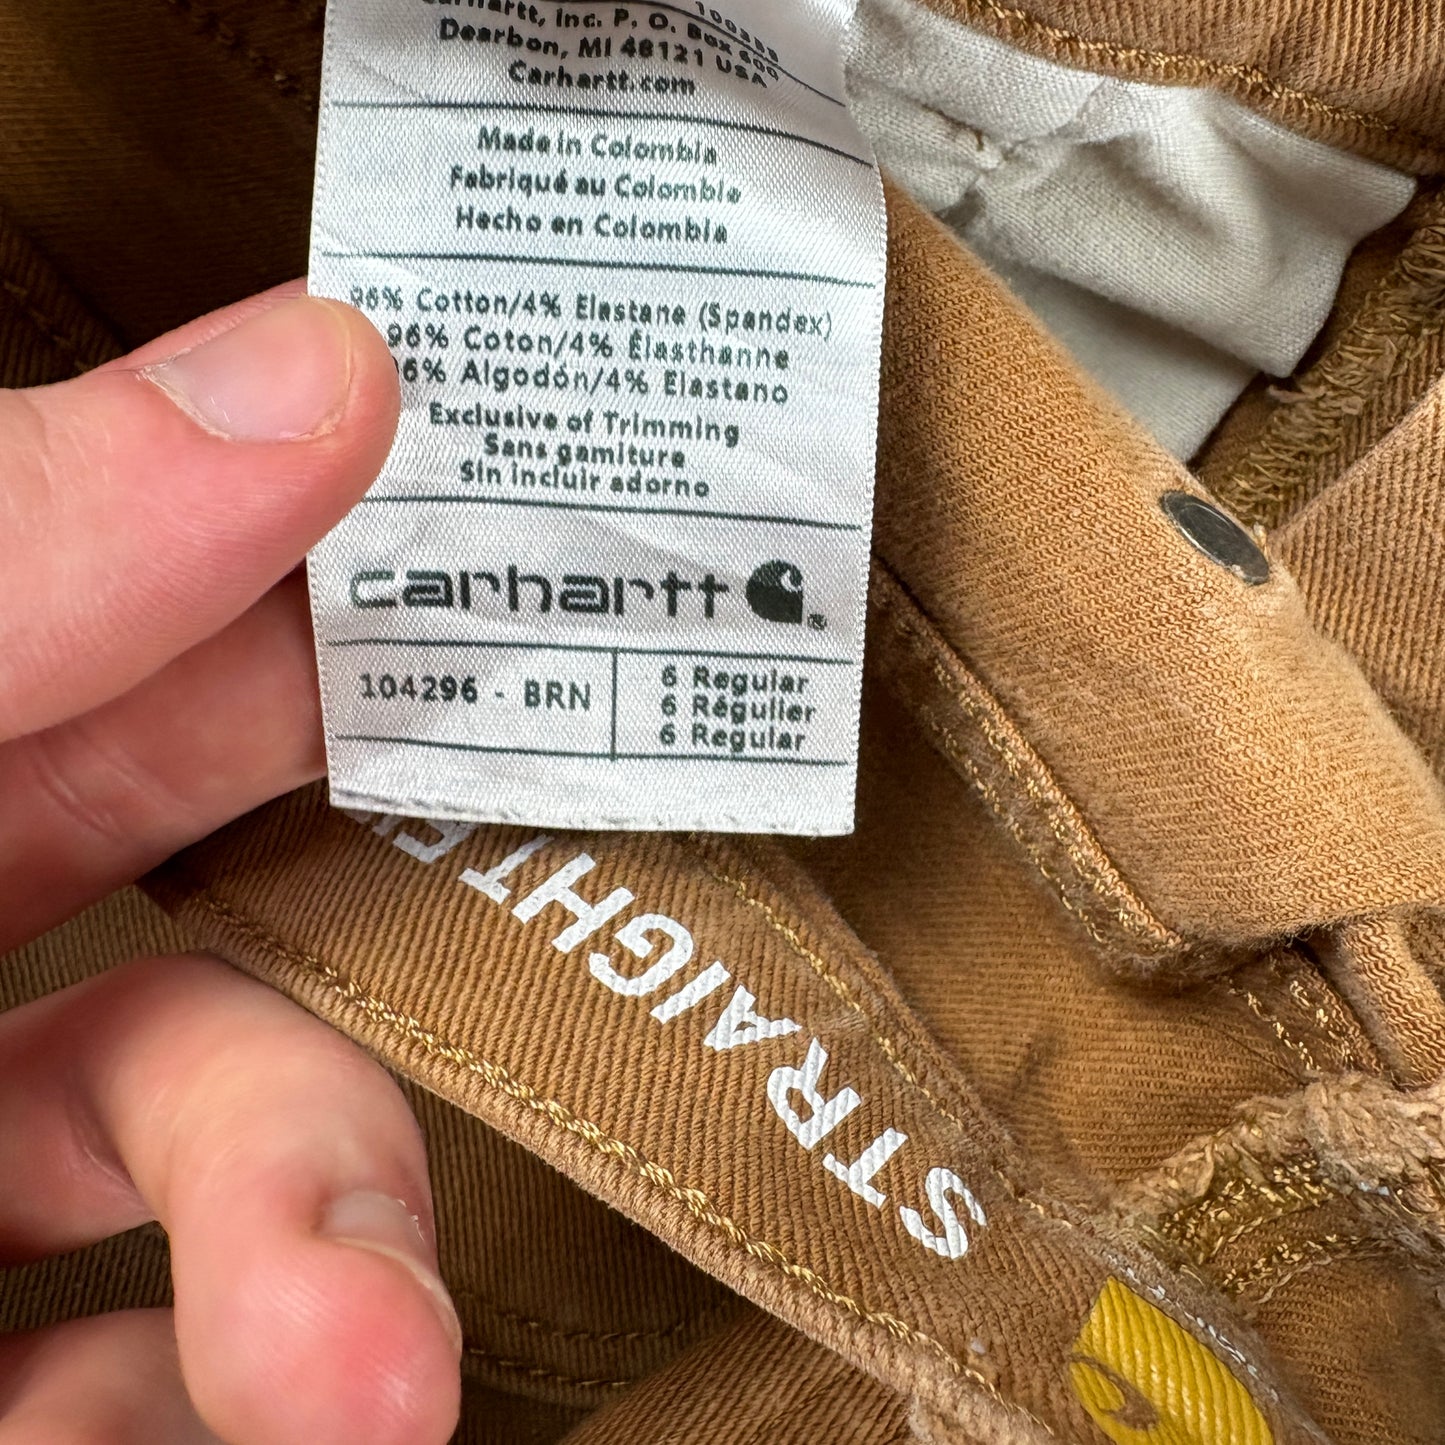 100383
Carhartt, Inc. P. O. Box 600
Dearbon, MI 48121 USA
Carhartt.com
Made in Colombia
Fabriqué au Colombie
Hecho en Colombia
96% Cotton/4% Elastane (Spandex)
96% Coton/4% Élasthanne
96% Algodón/4% Elastano
Exclusive of Trimming
Sans garniture
Sin incluir adorno
carhartt
104296 - BRN
6 Regular
6 Régulier
6 Regular
STRAIGHT